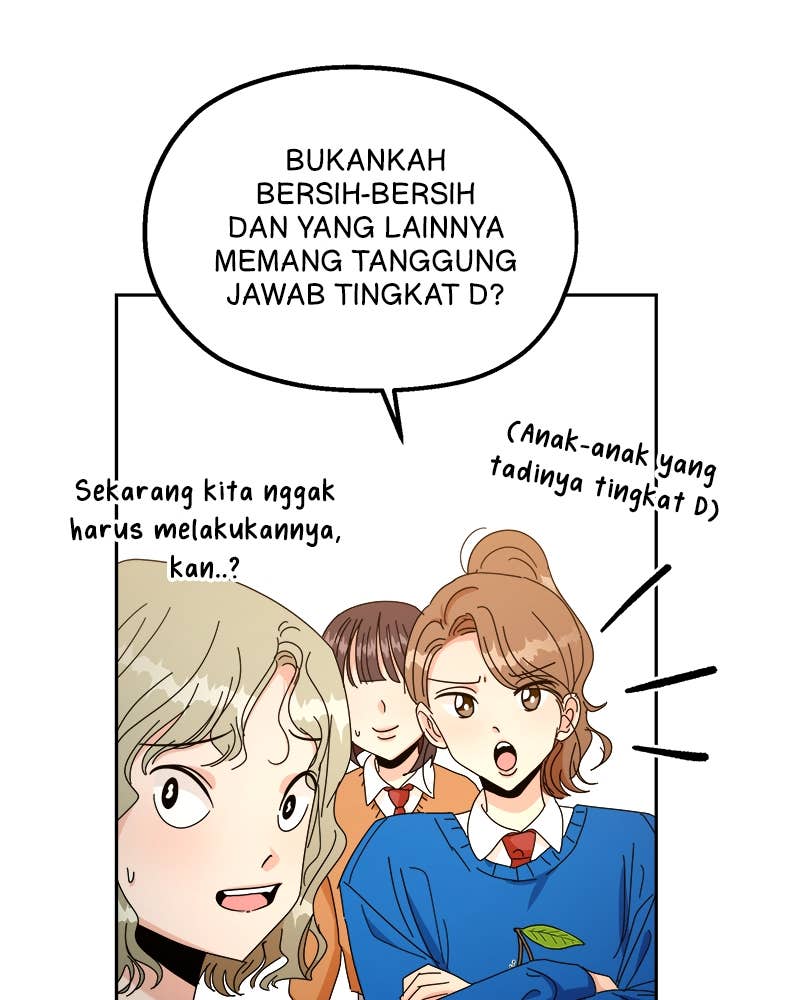 BUKANKAH
BERSIH-BERSIH
DAN YANG LAINNYA
MEMANG TANGGUNG
JAWAB TINGKAT D?
(Anak-anak yang
tadinya tingkat D)
Sekarang kita nggak
harus melakukannya,
kan..?